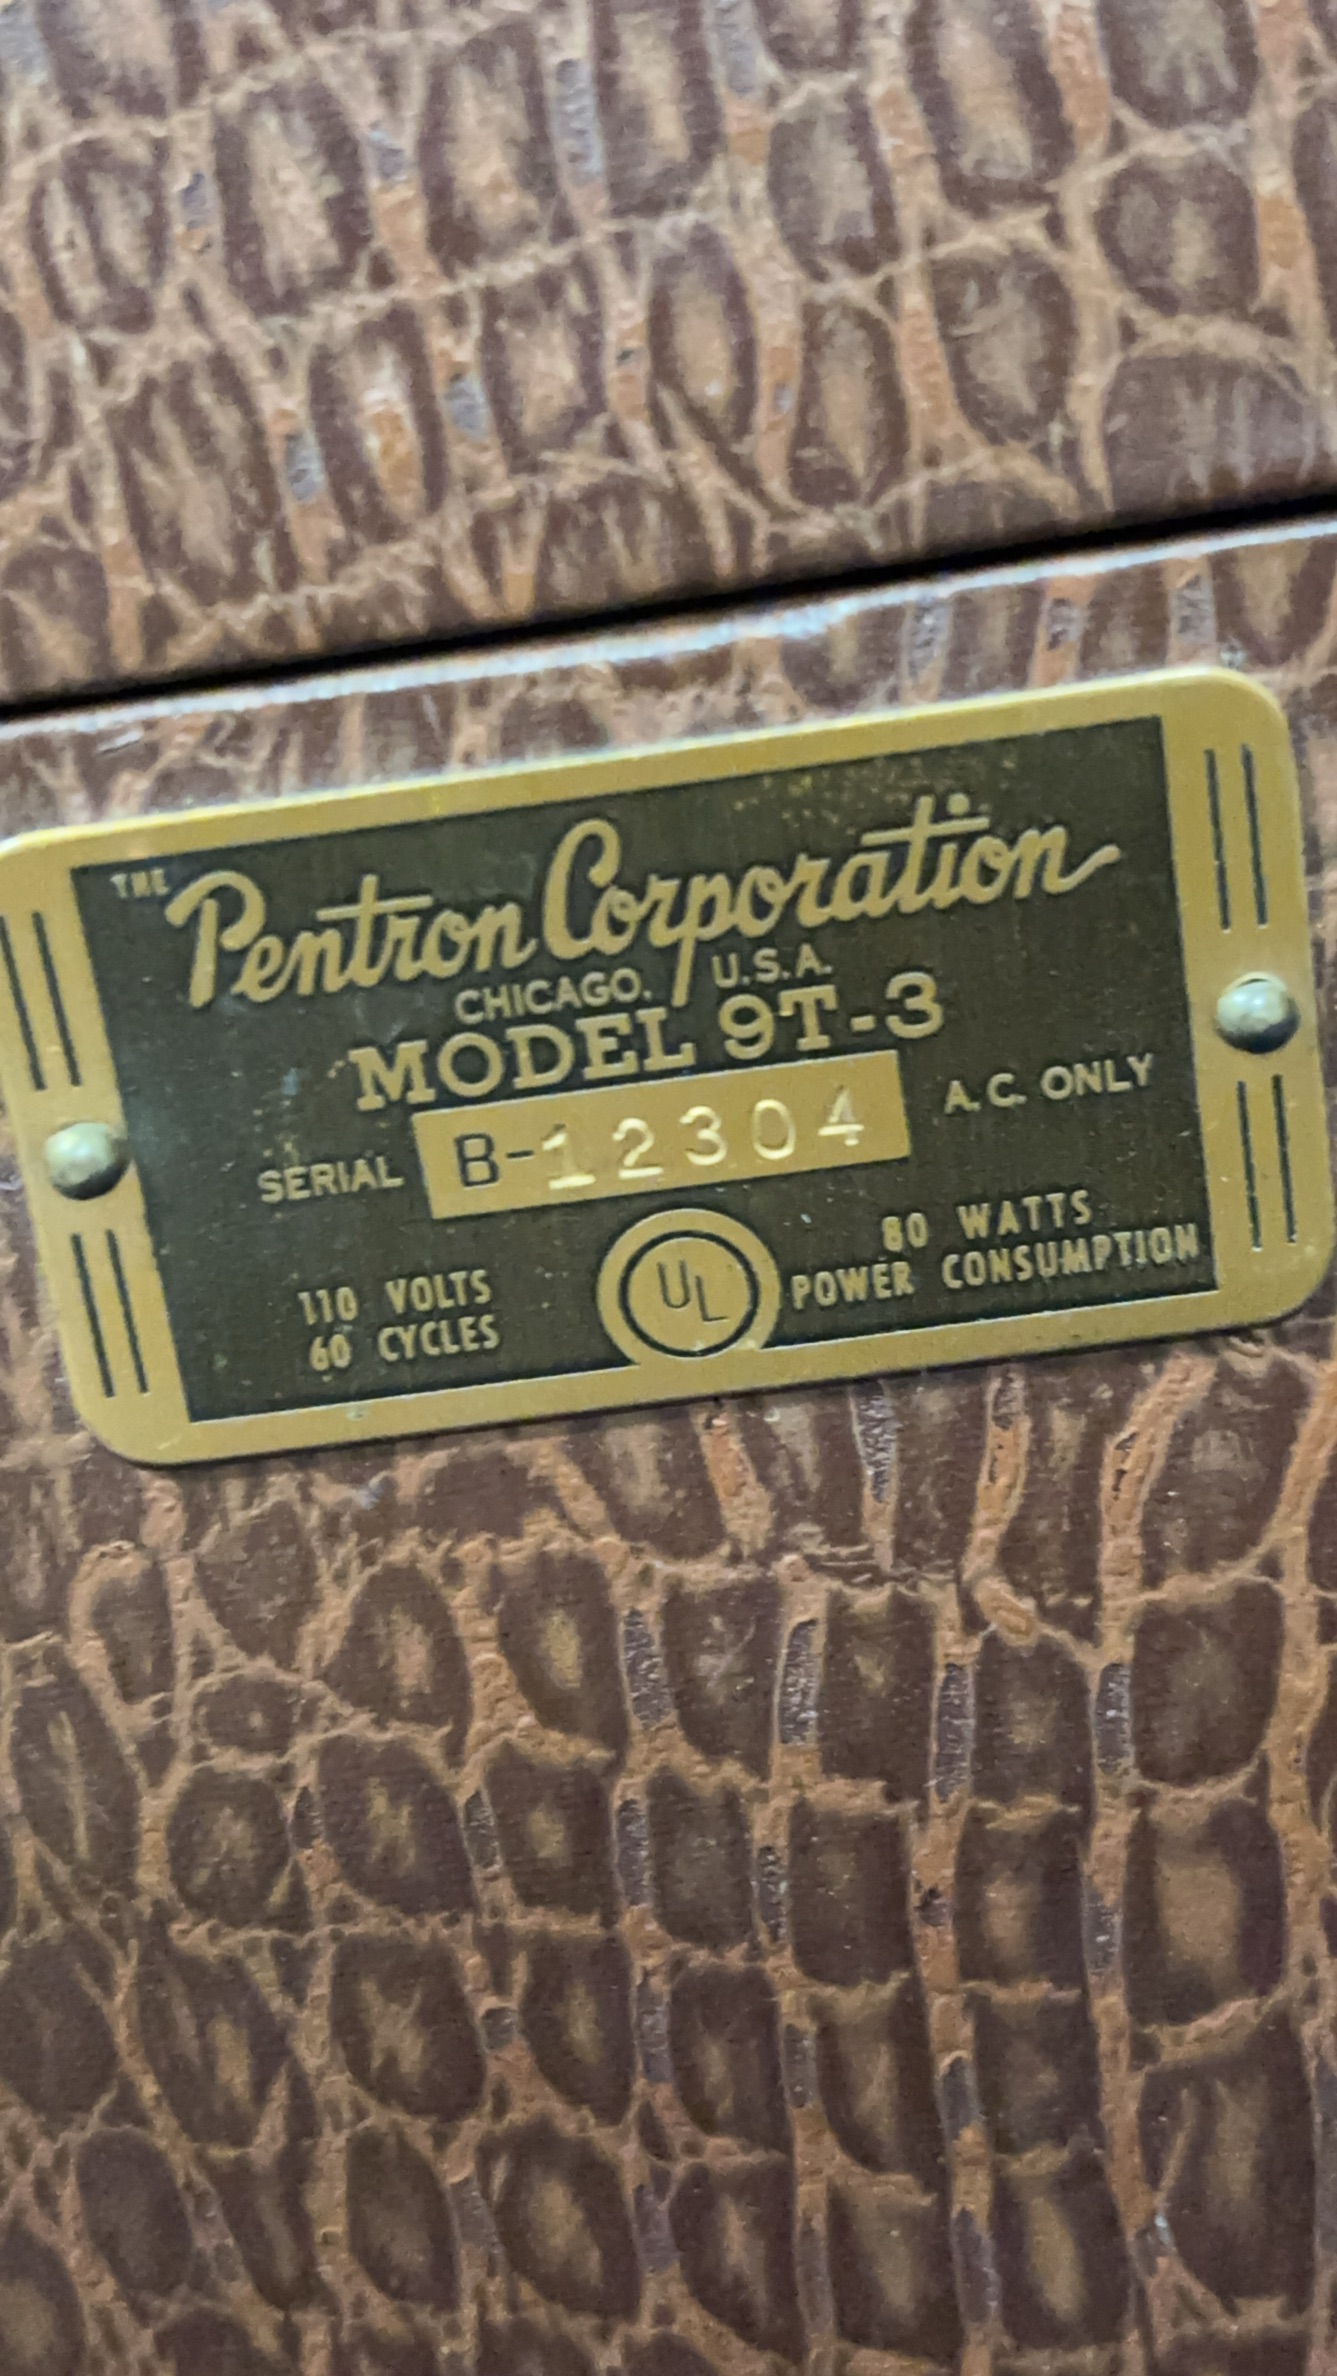 THE Pentron Corporation
CHICAGO, U.S.A.
MODEL 9T-3
SERIAL B-12304 A.C. ONLY
110 VOLTS
60 CYCLES
UL
80 WATTS
POWER CONSUMPTION